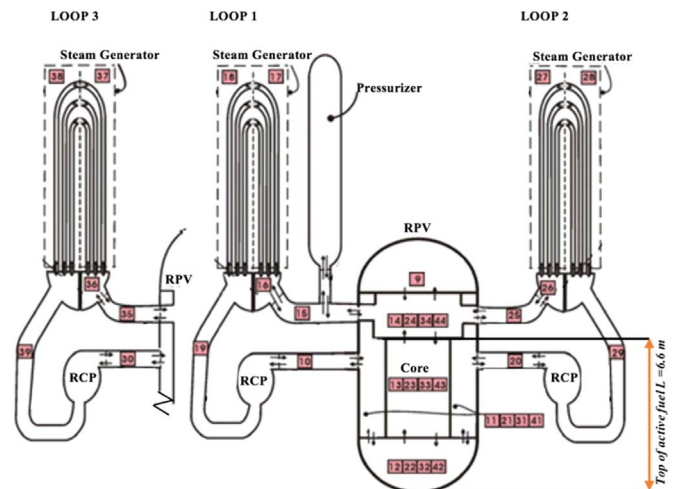 LOOP 3
LOOP 1
LOOP 2
Steam Generator
Steam Generator
Steam Generator
38 37
18 17
27 28
Pressurizer
RPV
RPV
9
36
16
26
35
15
14 24 34 44
25
39
30
19
10
Core
13 23 33 43
20
29
RCP
RCP
RCP
11 21 31 41
12 22 32 42
Top of active fuel L =6.6 m